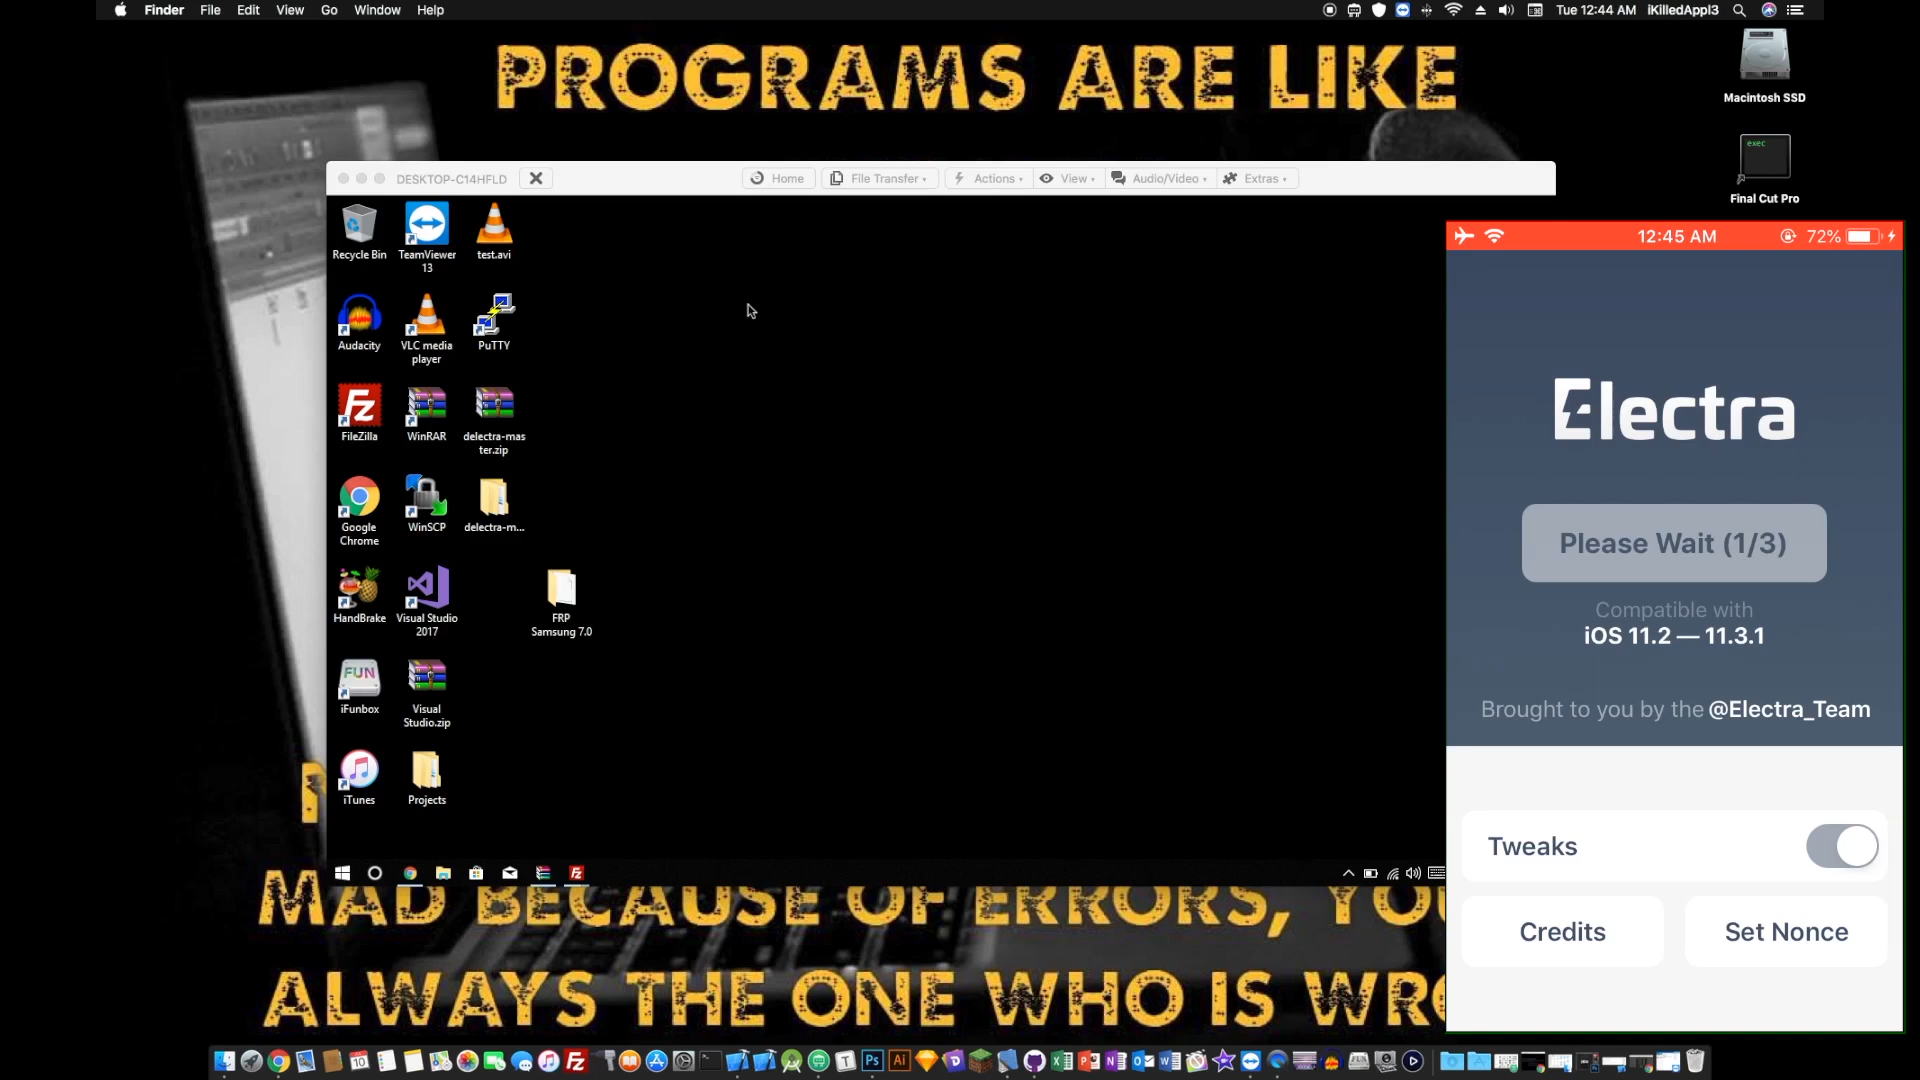 Finder File Edit View Go Window Help
Tue 12:44 AM iKilledAppl3
PROGRAMS ARE LIKE
Macintosh SSD
exec
Final Cut Pro
DESKTOP-C14HFLD
Home File Transfer Actions View Audio/Video Extras
Recycle Bin
TeamViewer
13
test.avi
Audacity
VLC media
player
PuTTY
FileZilla
WinRAR
delectra-mas
ter.zip
Google
Chrome
WinSCP
delectra-m...
HandBrake
Visual Studio
2017
FRP
Samsung 7.0
FUN
iFunbox
Visual
Studio.zip
iTunes
Projects
12:45 AM
72%
Electra
Please Wait (1/3)
Compatible with
iOS 11.2 — 11.3.1
Brought to you by the @Electra_Team
Tweaks
Credits
Set Nonce
MAD BECAUSE OF ERRORS,
ALWAYS THE ONE WHO IS